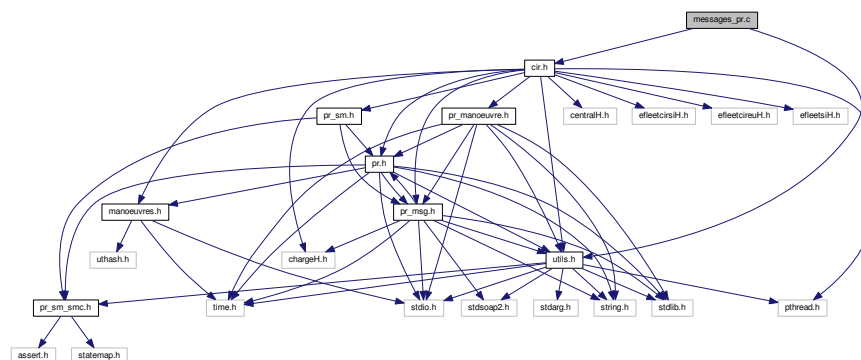 messages_pr.c
cir.h
pr_sm.h
pr_manoeuvre.h
centralH.h
efleetcirsiH.h
efleetcireuH.h
efleetsiH.h
pr.h
manoeuvres.h
pr_msg.h
uthash.h
chargeH.h
utils.h
pr_sm_smc.h
time.h
stdio.h
stdsoap2.h
stdarg.h
string.h
stdlib.h
pthread.h
assert.h
statemap.h